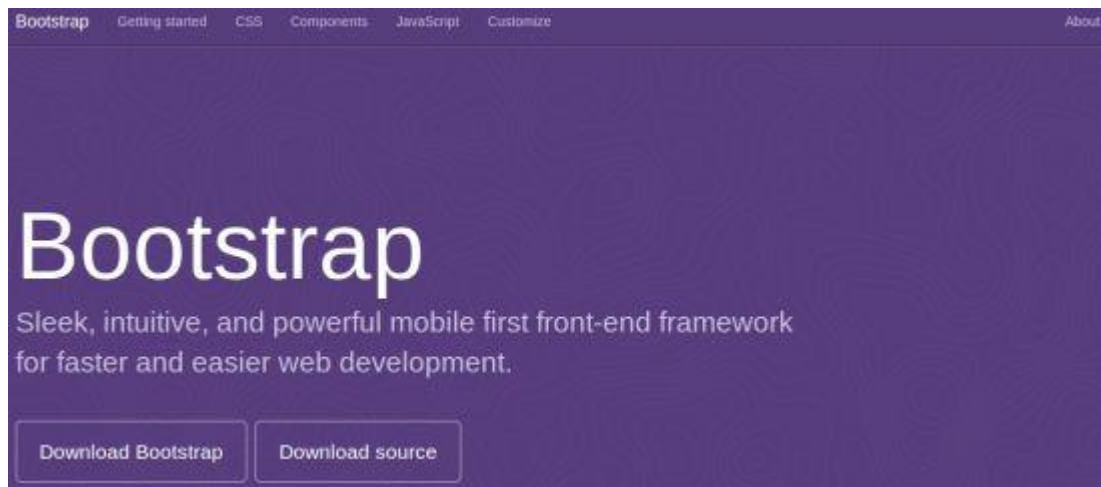 Bootstrap Getting started CSS Components JavaScript Customize About
Bootstrap
Sleek, intuitive, and powerful mobile first front-end framework
for faster and easier web development.
Download Bootstrap Download source